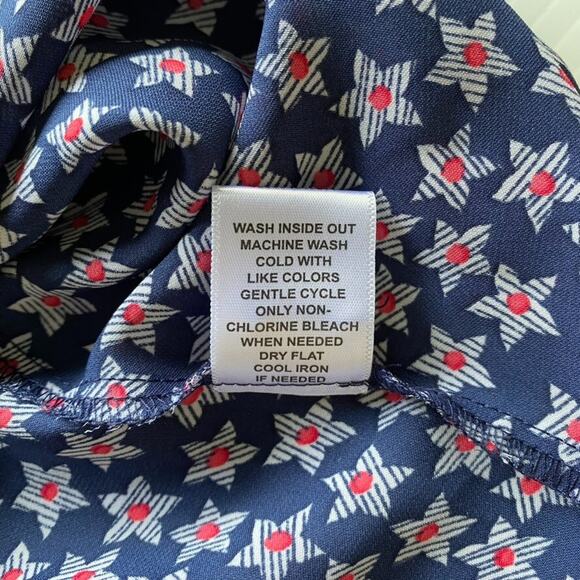 WASH INSIDE OUT
MACHINE WASH
COLD WITH
LIKE COLORS
GENTLE CYCLE
ONLY NON-
CHLORINE BLEACH
WHEN NEEDED
DRY FLAT
COOL IRON
IF NEEDED